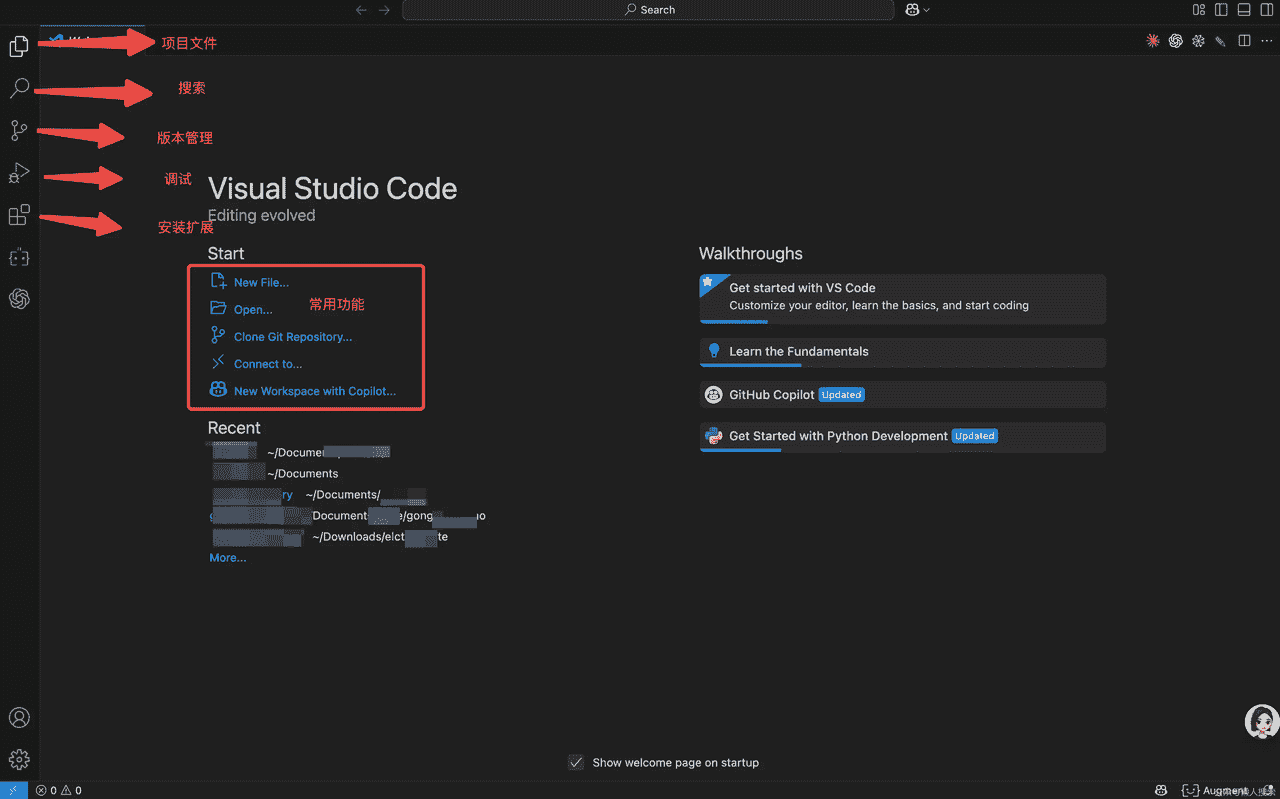 Search
项目文件
搜索
版本管理
调试
安装扩展
Visual Studio Code
Editing evolved
Start
New File...
Open...
常用功能
Clone Git Repository...
Connect to...
New Workspace with Copilot...
Recent
~/Documents
~/Documents/
~/Downloads/elct
More...
Walkthroughs
Get started with VS Code
Customize your editor, learn the basics, and start coding
Learn the Fundamentals
GitHub Copilot Updated
Get Started with Python Development Updated
Show welcome page on startup
0 0